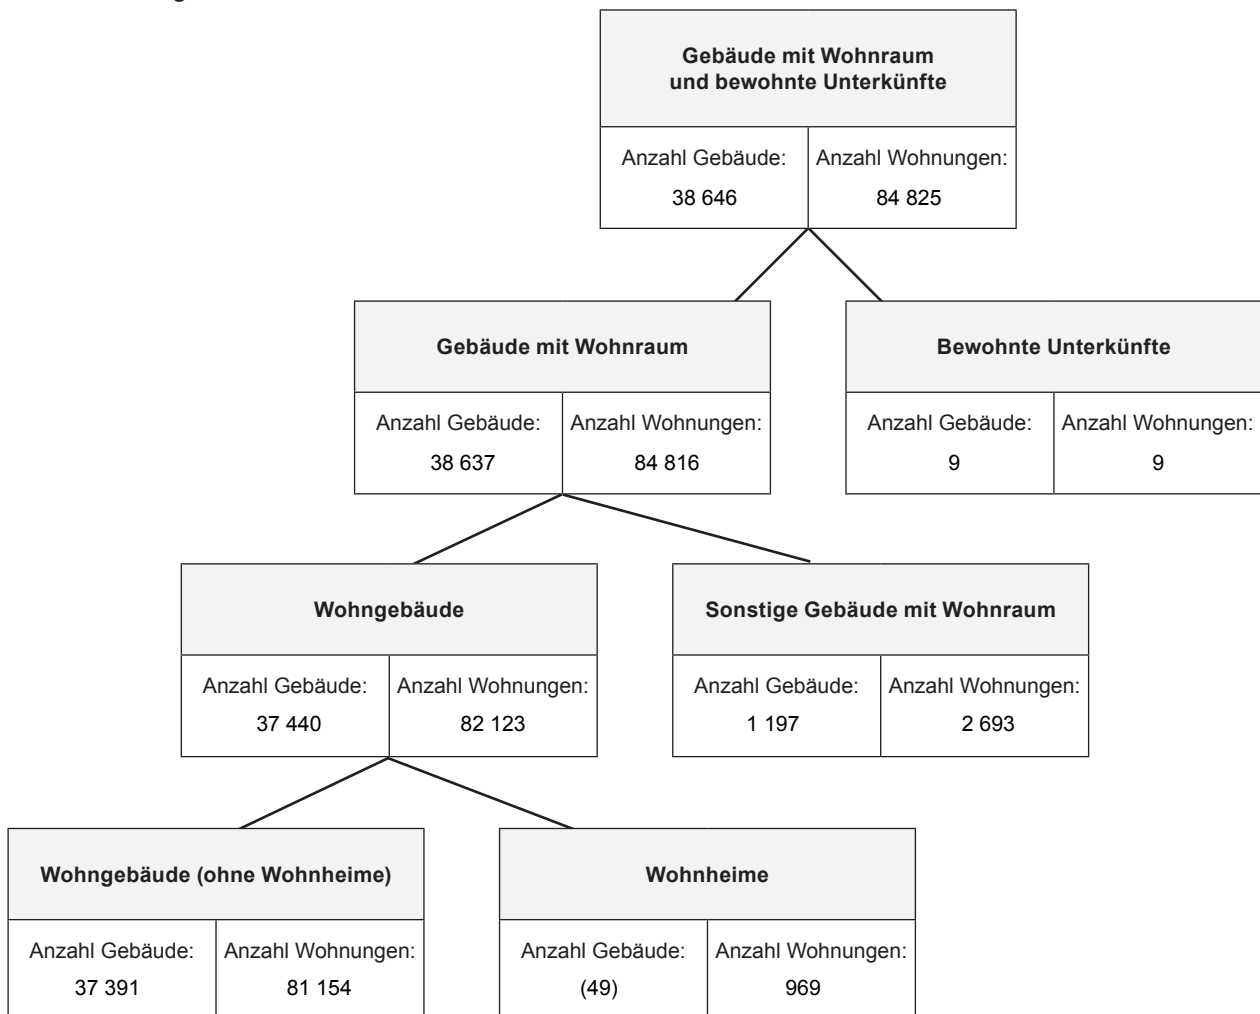 Gebäude mit Wohnraum
und bewohnte Unterkünfte
Anzahl Gebäude: Anzahl Wohnungen:
38 646 84 825
Gebäude mit Wohnraum
Anzahl Gebäude: Anzahl Wohnungen:
38 637 84 816
Bewohnte Unterkünfte
Anzahl Gebäude: Anzahl Wohnungen:
9 9
Wohngebäude
Anzahl Gebäude: Anzahl Wohnungen:
37 440 82 123
Sonstige Gebäude mit Wohnraum
Anzahl Gebäude: Anzahl Wohnungen:
1 197 2 693
Wohngebäude (ohne Wohnheime)
Anzahl Gebäude: Anzahl Wohnungen:
37 391 81 154
Wohnheime
Anzahl Gebäude: Anzahl Wohnungen:
(49) 969